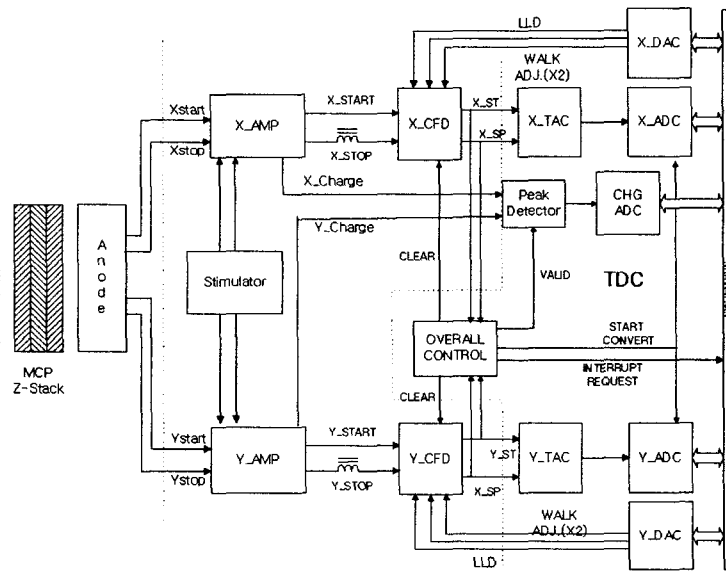 LLD
X_DAC
WALK
ADJ.(X2)
Xstart
X_START
X_ST
X_AMP
X_CFD
X_TAC
X_ADC
Xstop
X_STOP
X_SP
X_Charge
Peak
Detector
CHG
ADC
Anode
Y_Charge
CLEAR
VALID
TDC
Stimulator
OVERALL
CONTROL
START
CONVERT
INTERRUPT
REQUEST
MCP
Z-Stack
CLEAR
Ystart
Y_START
Y_ST
Y_AMP
Y_CFD
Y_TAC
Y_ADC
Ystop
Y_STOP
X_SP
WALK
ADJ.(X2)
Y_DAC
LLD